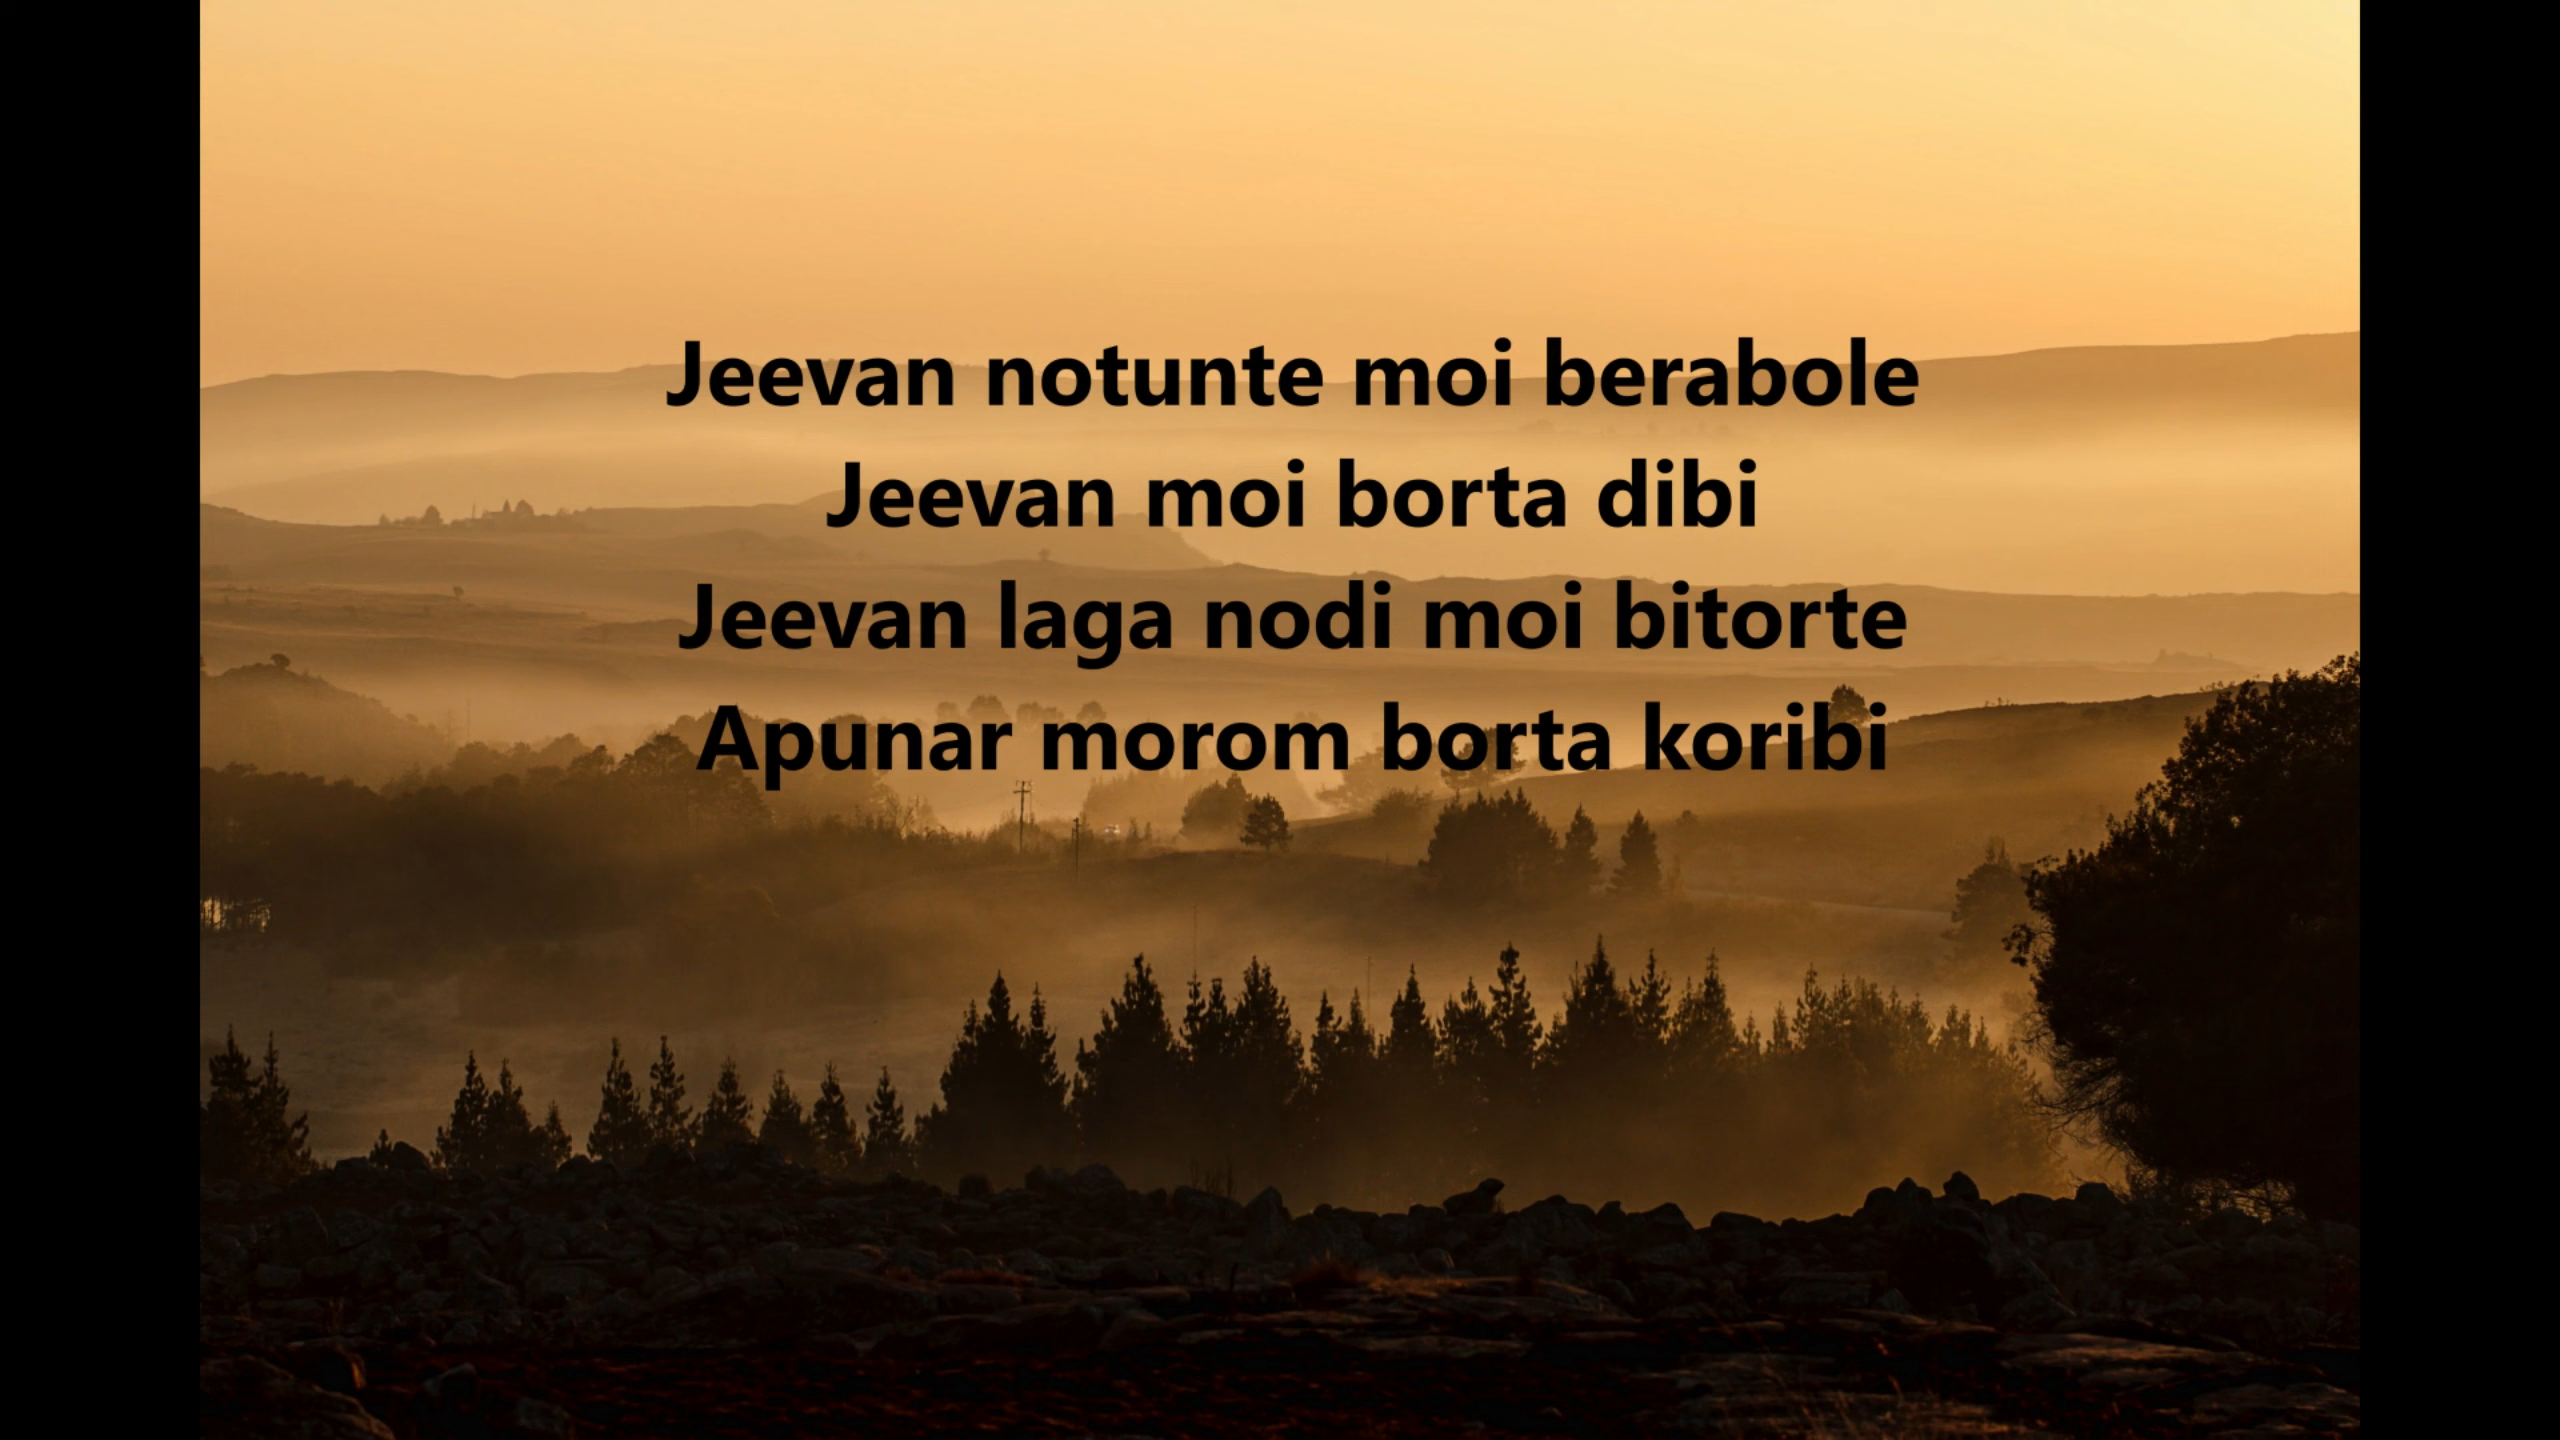 Jeevan notunte moi berabole
Jeevan moi borta dibi
Jeevan laga nodi moi bitorte
Apunar morom borta koribi